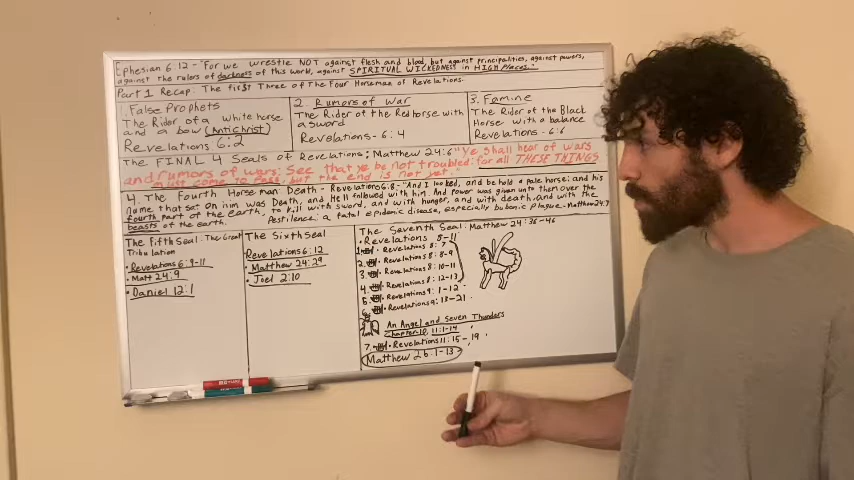 Ephesian 6:12 - "For we wrestle NOT against flesh and blood, but against principalities, against powers,
against the rulers of darkness of this world, against SPIRITUAL WICKEDNESS in HIGH Places."
Part 1 Recap The first Three of The Four Horseman of Revelations.
1. False Prophets
The Rider of a white horse
and a bow (Antichrist)
Revelations 6:2
2. Rumors of War
The Rider of the Red horse with
a sword
Revelations - 6:4
3. Famine
The Rider of the Black
Horse with a balance
Revelations - 6:6
The FINAL 4 Seals of Revelations: Matthew 24:6 "Ye shall hear of wars
and rumors of wars: See that ye be not troubled: for all THESE THINGS
must come to pass, but the end is not yet."
4. The Fourth Horseman Death - Revelations 6:8 - "And I looked, and behold a pale horse: and his
name that sat on him was Death, and Hell followed with him. And power was given unto them over the
fourth part of the earth, to kill with sword, and with hunger, and with death, and with the
beasts of the earth. Pestilence: a fatal epidemic disease, especially bubonic plague. - Matthew 24:7
The Fifth Seal: The Great
Tribulation
Revelations 6:9-11
Matt 24:9
Daniel 12:1
The Sixth Seal
Revelations 6:12
Matthew 24:29
Joel 2:10
The Seventh Seal: Matthew 24:36-46
Revelations 8-11
1. Revelations 8:7
2. Revelations 8:8-9
3. Revelations 8:10-11
4. Revelations 8:12-13
5. Revelations 9:1-12
6. Revelations 9:13-21
An Angel and Seven Thunders
Chapter 10, 11:1-14
7. Revelations 11:15-19
Matthew 26:1-13